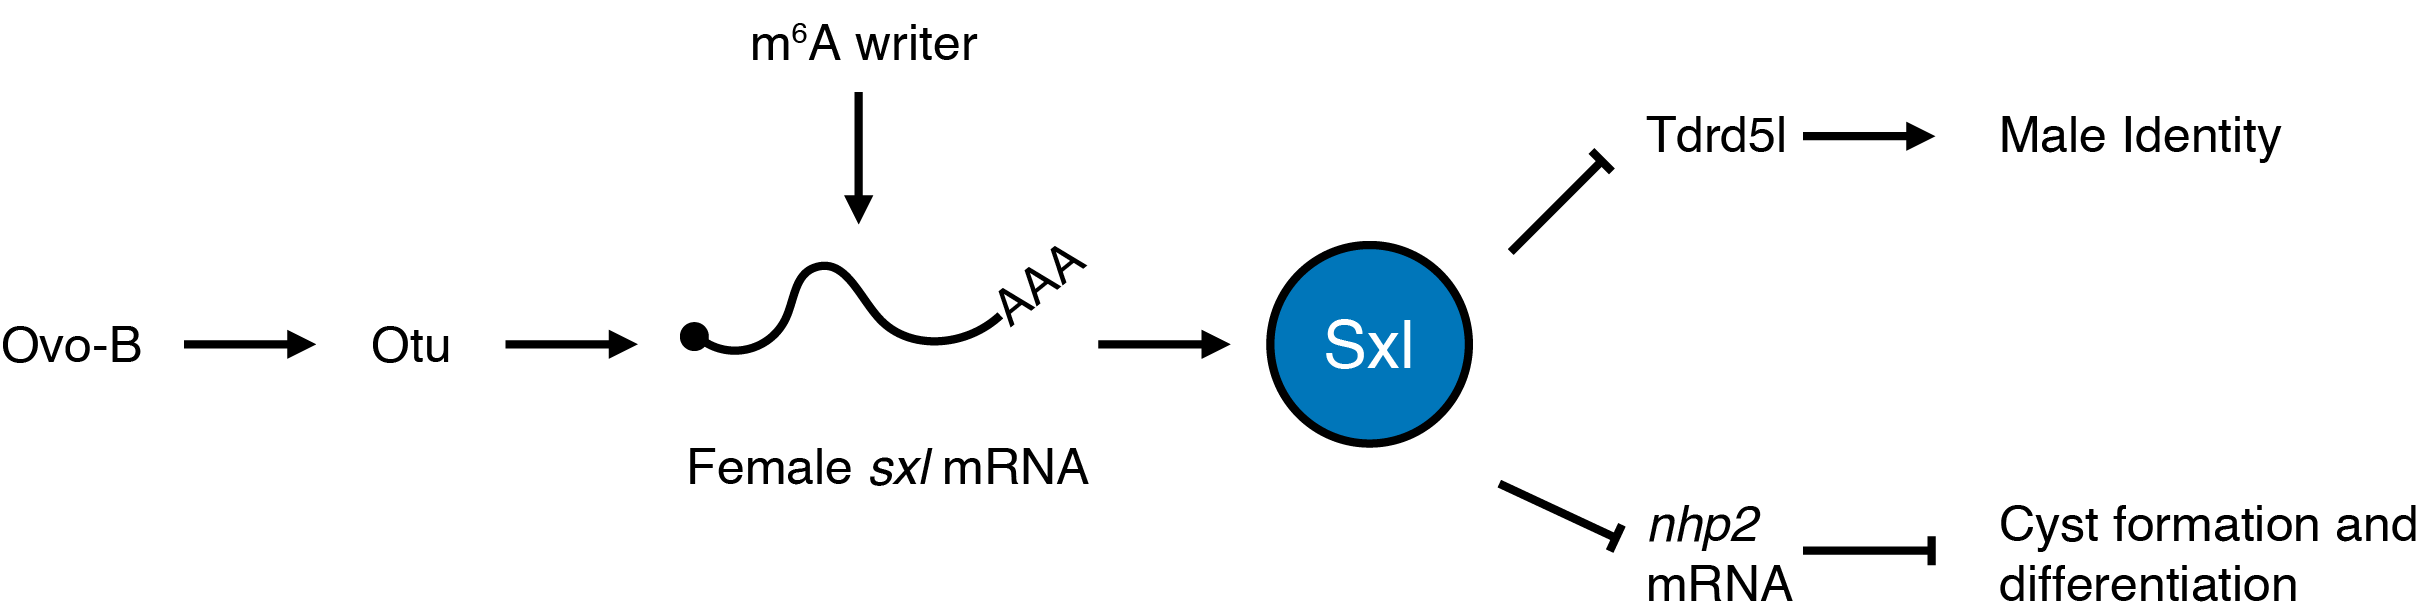 m⁶A writer
Tdrd5l
Male Identity
AAA
Ovo-B
Otu
Sxl
Female sxl mRNA
nhp2
mRNA
Cyst formation and
differentiation